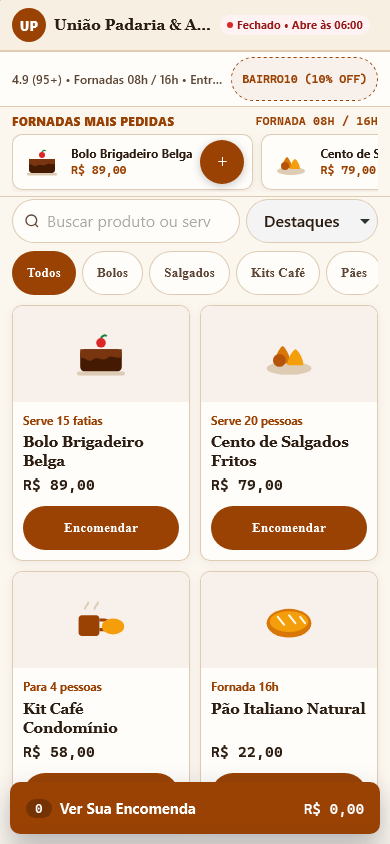 UP União Padaria & A... Fechado • Abre às 06:00
4.9 (95+) • Fornadas 08h / 16h • Entr... BAIRRO10 (10% OFF)
FORNADAS MAIS PEDIDAS FORNADA 08H / 16H
Bolo Brigadeiro Belga
R$ 89,00
+
Cento de S
R$ 79,00
Buscar produto ou serv
Destaques
Todos Bolos Salgados Kits Café Pães
Serve 15 fatias
Bolo Brigadeiro
Belga
R$ 89,00
Encomendar
Serve 20 pessoas
Cento de Salgados
Fritos
R$ 79,00
Encomendar
Para 4 pessoas
Kit Café
Condomínio
R$ 58,00
Fornada 16h
Pão Italiano Natural
R$ 22,00
0 Ver Sua Encomenda R$ 0,00